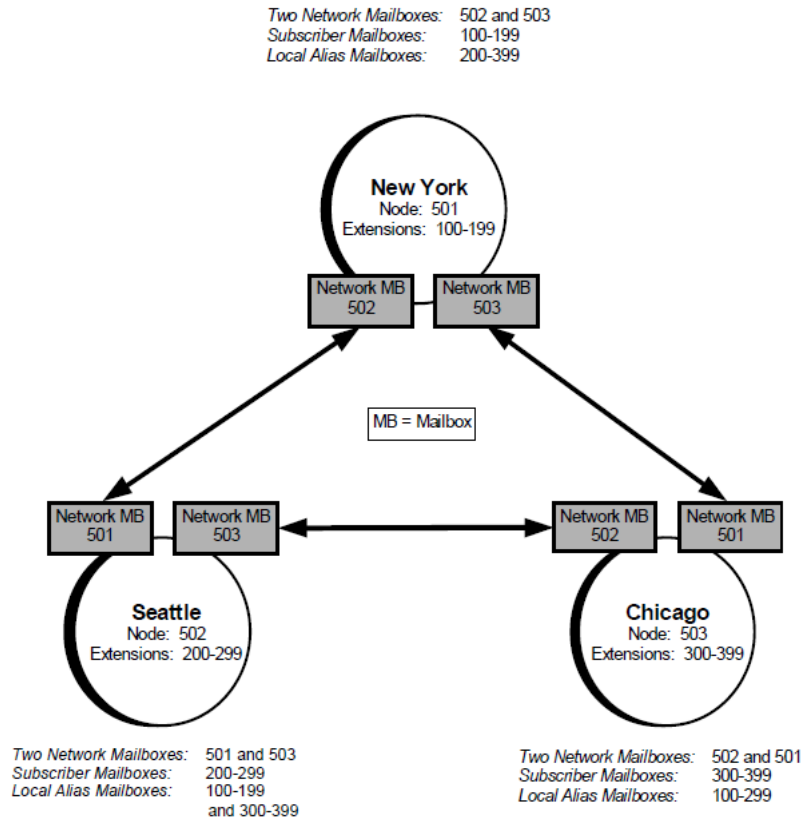 Two Network Mailboxes: 502 and 503
Subscriber Mailboxes: 100-199
Local Alias Mailboxes: 200-399
New York
Node: 501
Extensions: 100-199
Network MB
502
Network MB
503
MB = Mailbox
Network MB
501
Network MB
503
Network MB
502
Network MB
501
Seattle
Node: 502
Extensions: 200-299
Chicago
Node: 503
Extensions: 300-399
Two Network Mailboxes: 501 and 503
Subscriber Mailboxes: 200-299
Local Alias Mailboxes: 100-199
and 300-399
Two Network Mailboxes: 502 and 501
Subscriber Mailboxes: 300-399
Local Alias Mailboxes: 100-299